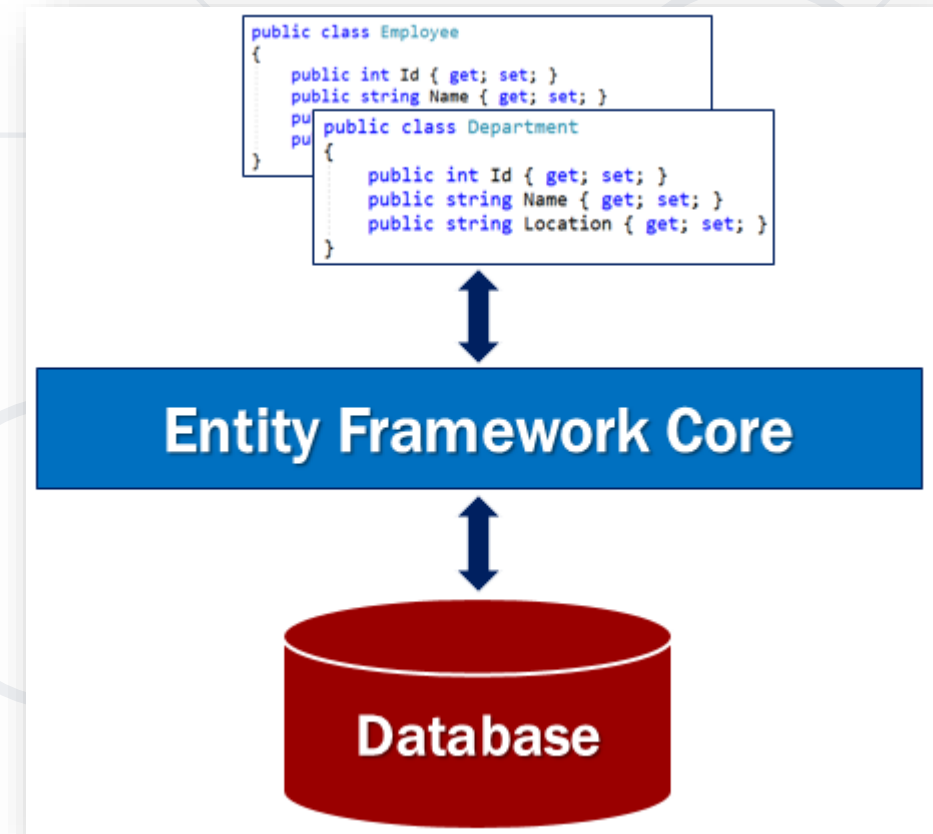 public class Employee
{
public int Id { get; set; }
public string Name { get; set; }
pu
pu
}
public class Department
{
public int Id { get; set; }
public string Name { get; set; }
public string Location { get; set; }
}
Entity Framework Core
Database